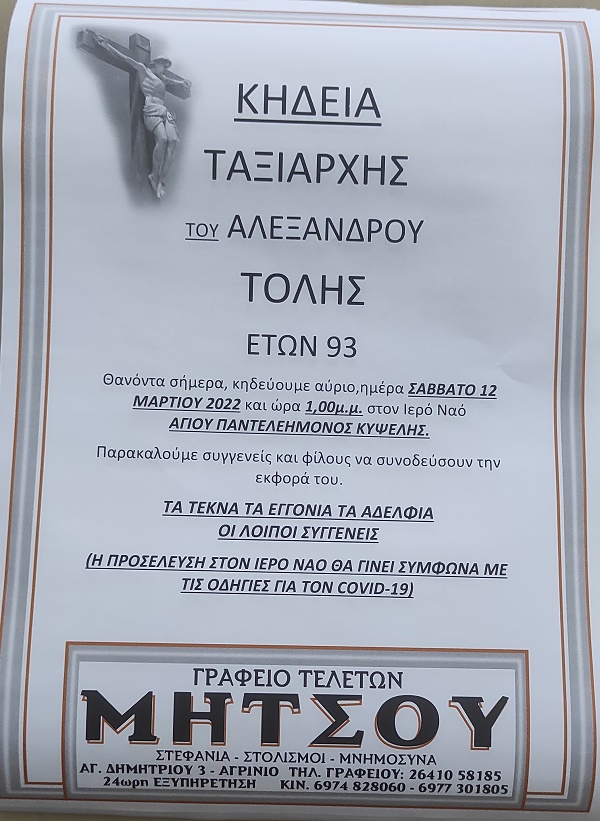 ΚΗΔΕΙΑ
ΤΑΞΙΑΡΧΗΣ
ΤΟΥ ΑΛΕΞΑΝΔΡΟΥ
ΤΟΛΗΣ
ΕΤΩΝ 93
Θανόντα σήμερα, κηδεύουμε αύριο,ημέρα ΣΑΒΒΑΤΟ 12
ΜΑΡΤΙΟΥ 2022 και ώρα 1,00μ.μ. στον Ιερό Ναό
ΑΓΙΟΥ ΠΑΝΤΕΛΕΗΜΟΝΟΣ ΚΥΨΕΛΗΣ.
Παρακαλούμε συγγενείς και φίλους να συνοδεύσουν την
εκφορά του.
ΤΑ ΤΕΚΝΑ ΤΑ ΕΓΓΟΝΙΑ ΤΑ ΑΔΕΛΦΙΑ
ΟΙ ΛΟΙΠΟΙ ΣΥΓΓΕΝΕΙΣ
(Η ΠΡΟΣΕΛΕΥΣΗ ΣΤΟΝ ΙΕΡΟ ΝΑΟ ΘΑ ΓΙΝΕΙ ΣΥΜΦΩΝΑ ΜΕ
ΤΙΣ ΟΔΗΓΙΕΣ ΓΙΑ ΤΟΝ COVID-19)
ΓΡΑΦΕΙΟ ΤΕΛΕΤΩΝ
ΜΗΤΣΟΥ
ΣΤΕΦΑΝΙΑ - ΣΤΟΛΙΣΜΟΙ - ΜΝΗΜΟΣΥΝΑ
ΑΓ. ΔΗΜΗΤΡΙΟΥ 3 - ΑΓΡΙΝΙΟ ΤΗΛ. ΓΡΑΦΕΙΟΥ: 26410 58185
24ωρη ΕΞΥΠΗΡΕΤΗΣΗ ΚΙΝ. 6974 828060 - 6977 301805